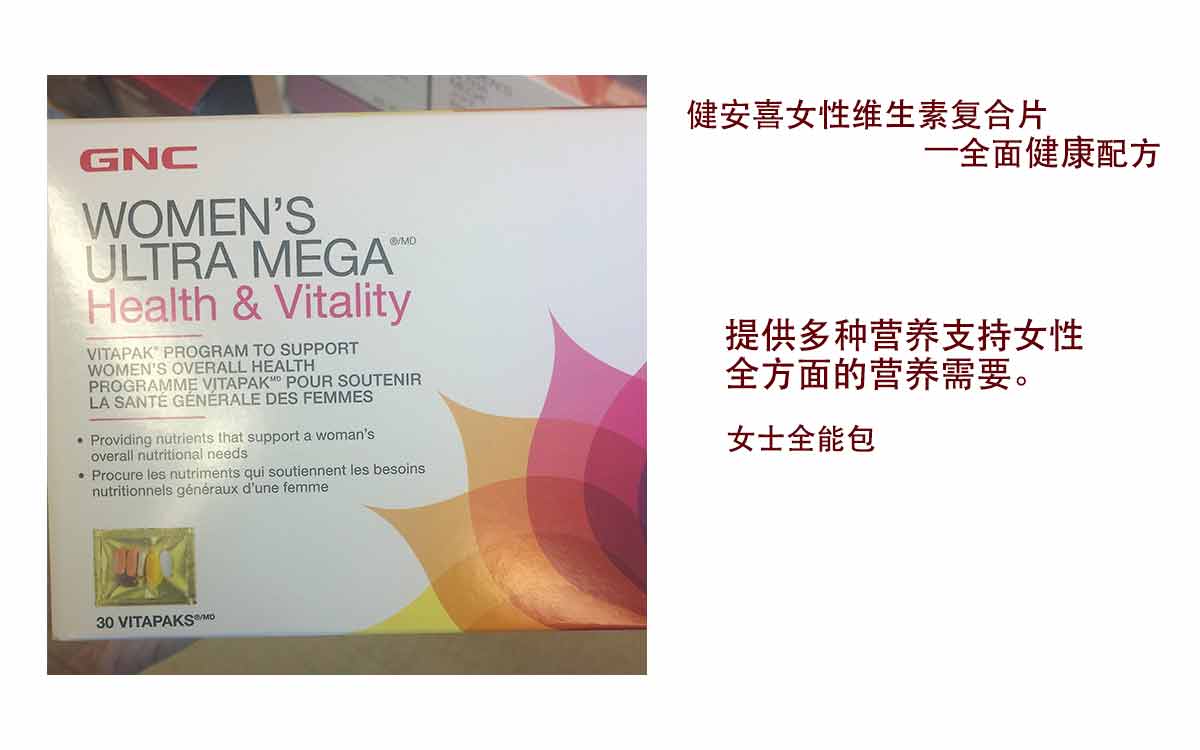 GNC
WOMEN'S
ULTRA MEGA®/MD
Health & Vitality
VITAPAK® PROGRAM TO SUPPORT
WOMEN'S OVERALL HEALTH
PROGRAMME VITAPAKMD POUR SOUTENIR
LA SANTÉ GÉNÉRALE DES FEMMES
• Providing nutrients that support a woman's
overall nutritional needs
• Procure les nutriments qui soutiennent les besoins
nutritionnels généraux d'une femme
30 VITAPAKS®/MD
健安喜女性维生素复合片
—全面健康配方
提供多种营养支持女性
全方面的营养需要。
女士全能包